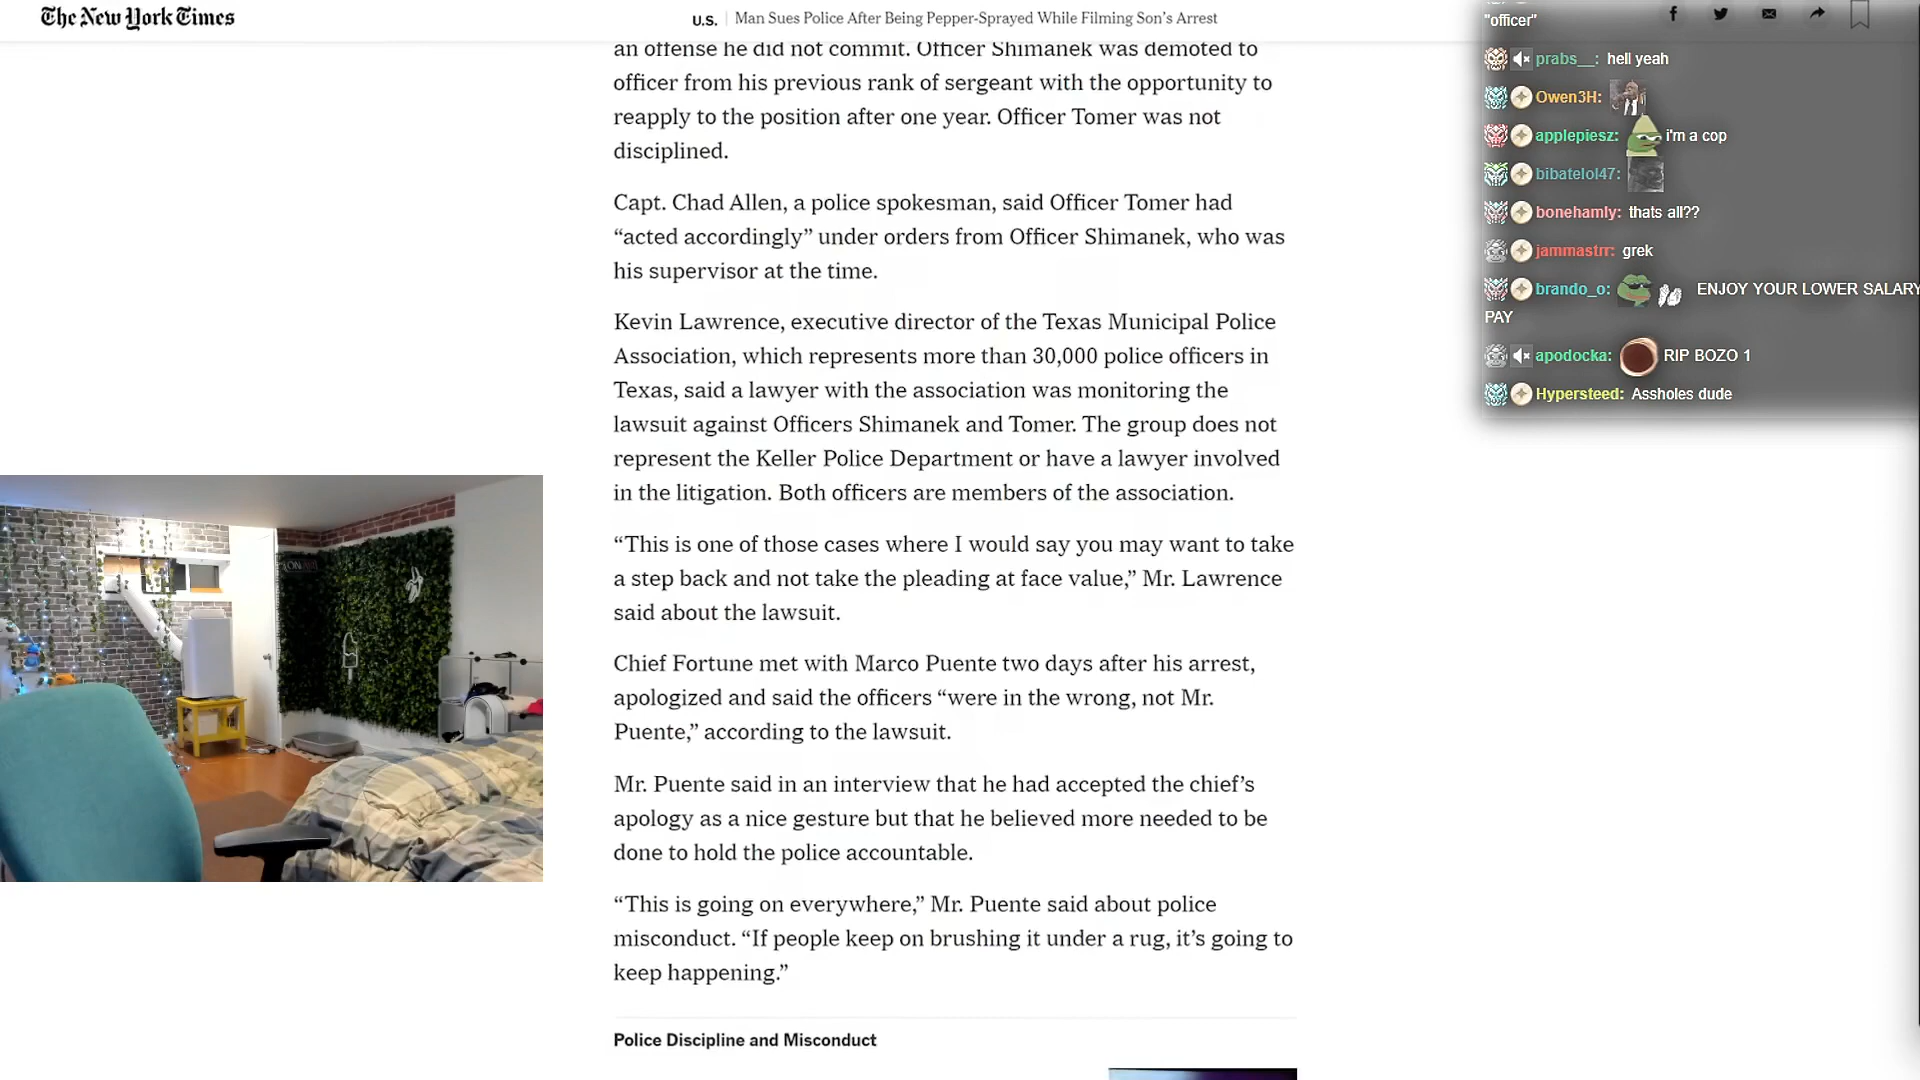 The New York Times
U.S. | Man Sues Police After Being Pepper-Sprayed While Filming Son's Arrest
an offense he did not commit. Officer Shimanek was demoted to
officer from his previous rank of sergeant with the opportunity to
reapply to the position after one year. Officer Tomer was not
disciplined.
Capt. Chad Allen, a police spokesman, said Officer Tomer had
“acted accordingly” under orders from Officer Shimanek, who was
his supervisor at the time.
Kevin Lawrence, executive director of the Texas Municipal Police
Association, which represents more than 30,000 police officers in
Texas, said a lawyer with the association was monitoring the
lawsuit against Officers Shimanek and Tomer. The group does not
represent the Keller Police Department or have a lawyer involved
in the litigation. Both officers are members of the association.
“This is one of those cases where I would say you may want to take
a step back and not take the pleading at face value,” Mr. Lawrence
said about the lawsuit.
Chief Fortune met with Marco Puente two days after his arrest,
apologized and said the officers “were in the wrong, not Mr.
Puente,” according to the lawsuit.
Mr. Puente said in an interview that he had accepted the chief’s
apology as a nice gesture but that he believed more needed to be
done to hold the police accountable.
“This is going on everywhere,” Mr. Puente said about police
misconduct. “If people keep on brushing it under a rug, it’s going to
keep happening.”
Police Discipline and Misconduct
"officer"
prabs__: hell yeah
Owen3H:
applepiesz: i'm a cop
bibatelol47:
bonehamly: thats all??
jammastrr: grek
brando_o: ENJOY YOUR LOWER SALARY
PAY
apodocka: RIP BOZO 1
Hypersteed: Assholes dude